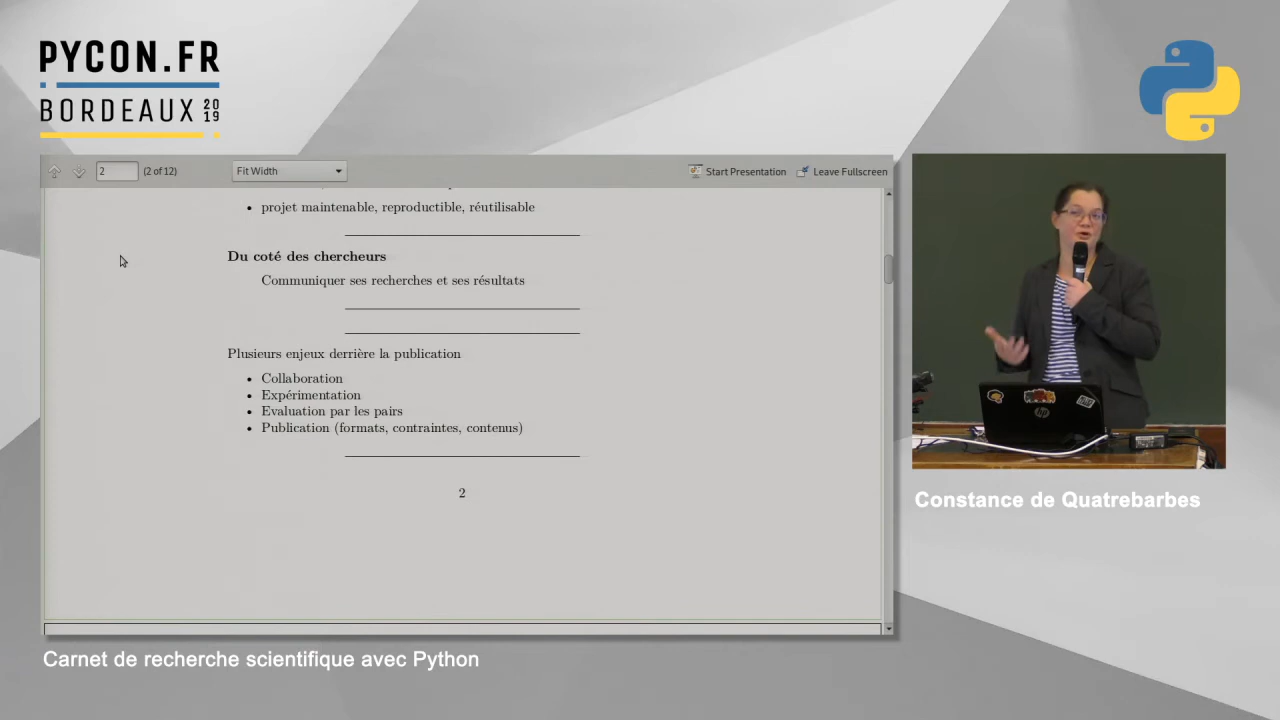 PYCON.FR
BORDEAUX 2019
2 (2 of 12) Fit Width Start Presentation Leave Fullscreen
• projet maintenable, reproductible, réutilisable
Du coté des chercheurs
Communiquer ses recherches et ses résultats
Plusieurs enjeux derrière la publication
• Collaboration
• Expérimentation
• Evaluation par les pairs
• Publication (formats, contraintes, contenus)
2
hp
Constance de Quatrebarbes
Carnet de recherche scientifique avec Python